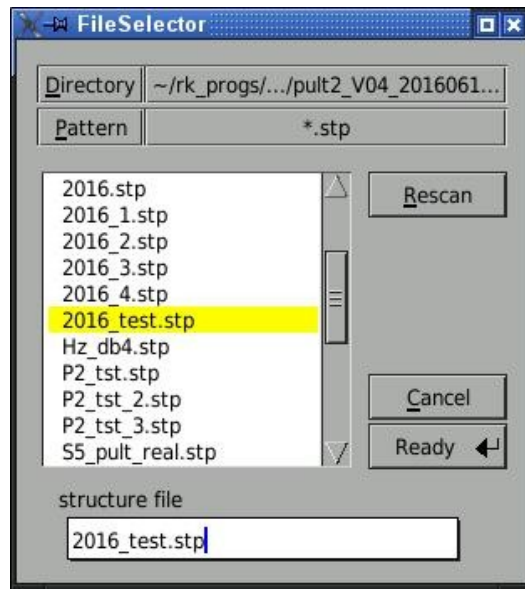 FileSelector
Directory ~/rk_progs/.../pult2_V04_2016061...
Pattern *.stp
2016.stp
2016_1.stp
2016_2.stp
2016_3.stp
2016_4.stp
2016_test.stp
Hz_db4.stp
P2_tst.stp
P2_tst_2.stp
P2_tst_3.stp
S5_pult_real.stp
Rescan
Cancel
Ready
structure file
2016_test.stp